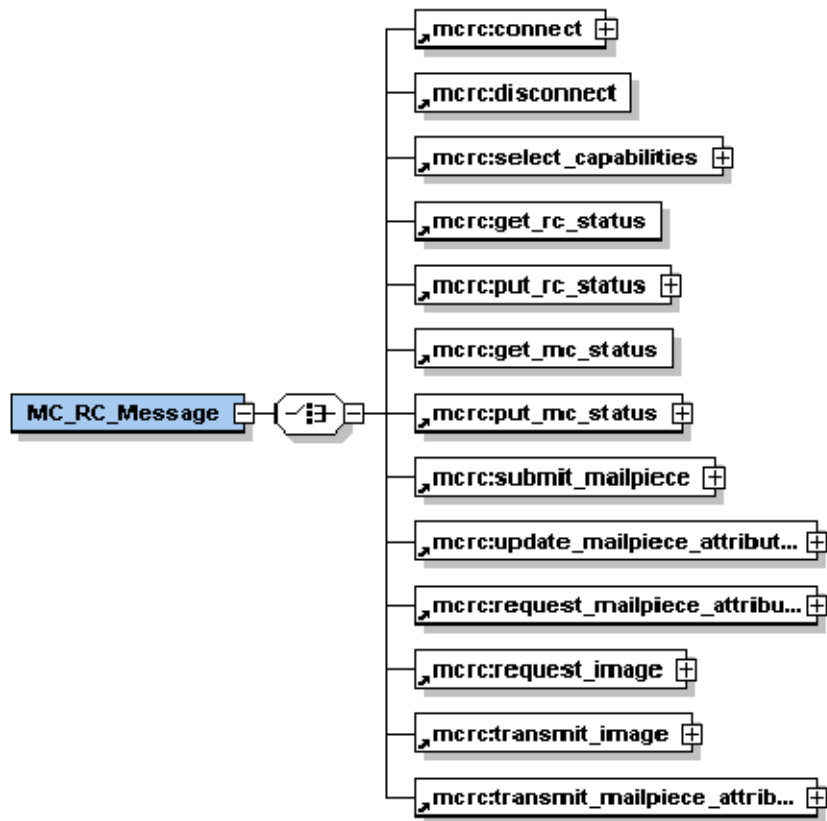 mcrc:connect
mcrc:disconnect
mcrc:select_capabilities
mcrc:get_rc_status
mcrc:put_rc_status
mcrc:get_mc_status
MC_RC_Message
mcrc:put_mc_status
mcrc:submit_mailpiece
mcrc:update_mailpiece_attribut...
mcrc:request_mailpiece_attribu...
mcrc:request_image
mcrc:transmit_image
mcrc:transmit_mailpiece_attrib...